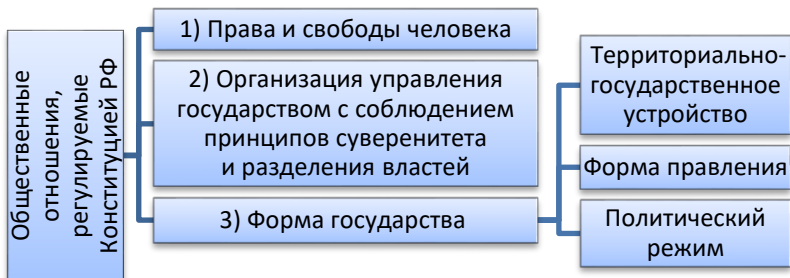 Общественные
отношения,
регулируемые
Конституцией РФ
1) Права и свободы человека
2) Организация управления
государством с соблюдением
принципов суверенитета
и разделения властей
3) Форма государства
Территориально-
государственное
устройство
Форма правления
Политический
режим